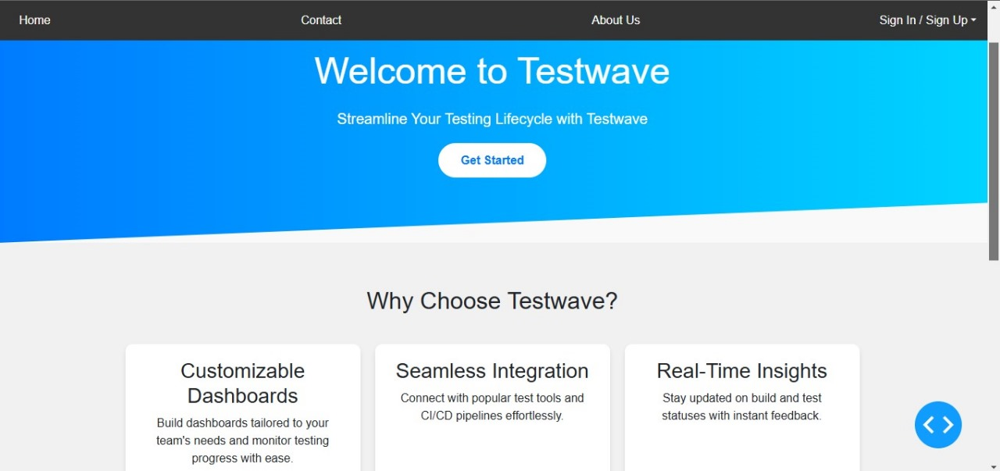 Home Contact About Us Sign In / Sign Up
Welcome to Testwave
Streamline Your Testing Lifecycle with Testwave
Get Started
Why Choose Testwave?
Customizable
Dashboards
Build dashboards tailored to your
team's needs and monitor testing
progress with ease.
Seamless Integration
Connect with popular test tools and
CI/CD pipelines effortlessly.
Real-Time Insights
Stay updated on build and test
statuses with instant feedback.